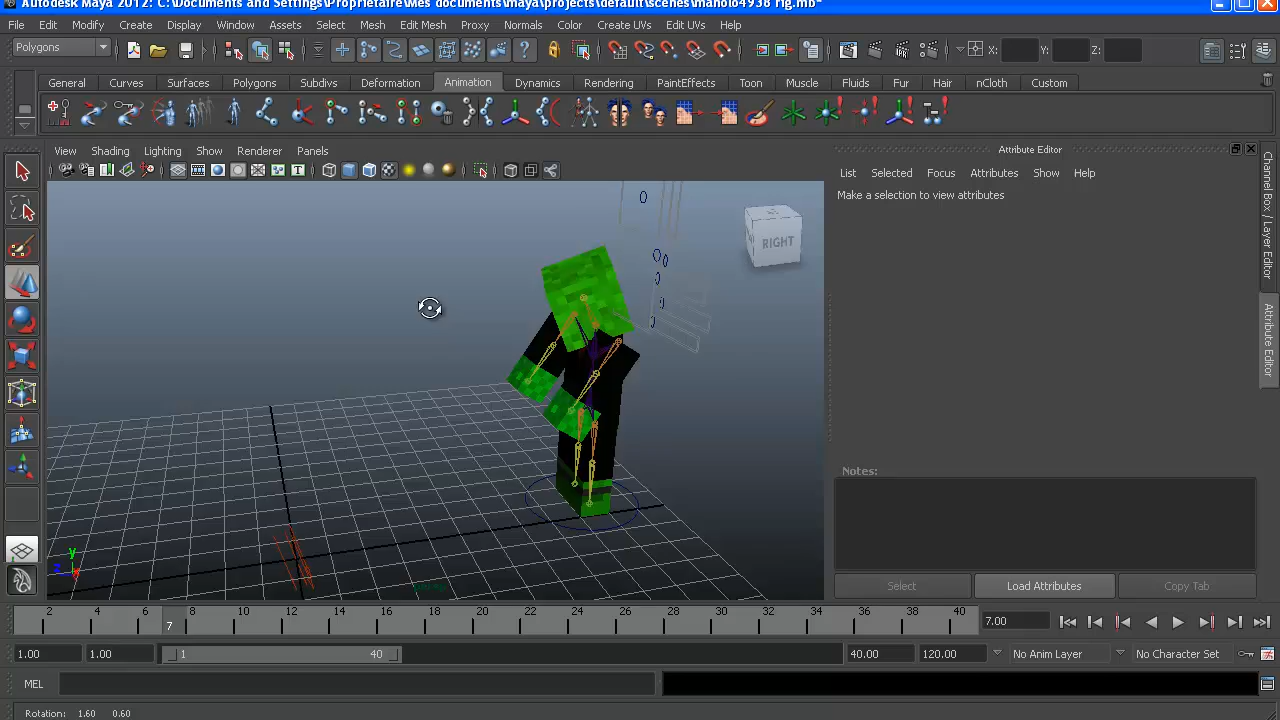 Autodesk Maya 2012: C:\Documents and Settings\Propriétaire\Mes documents\maya\projects\default\scenes\manolo4938 rig.mb*
File Edit Modify Create Display Window Assets Select Mesh Edit Mesh Proxy Normals Color Create UVs Edit UVs Help
Polygons X: Y: Z:
General Curves Surfaces Polygons Subdivs Deformation Animation Dynamics Rendering PaintEffects Toon Muscle Fluids Fur Hair nCloth Custom
View Shading Lighting Show Renderer Panels
Attribute Editor
List Selected Focus Attributes Show Help
Make a selection to view attributes
Channel Box / Layer Editor
Attribute Editor
RIGHT
Notes:
y
z x
persp
Select Load Attributes Copy Tab
2 4 6 8 10 12 14 16 18 20 22 24 26 28 30 32 34 36 38 40
7 7.00
1.00 1.00 1 40 40.00 120.00 No Anim Layer No Character Set
MEL
Rotation: 1.60 0.60